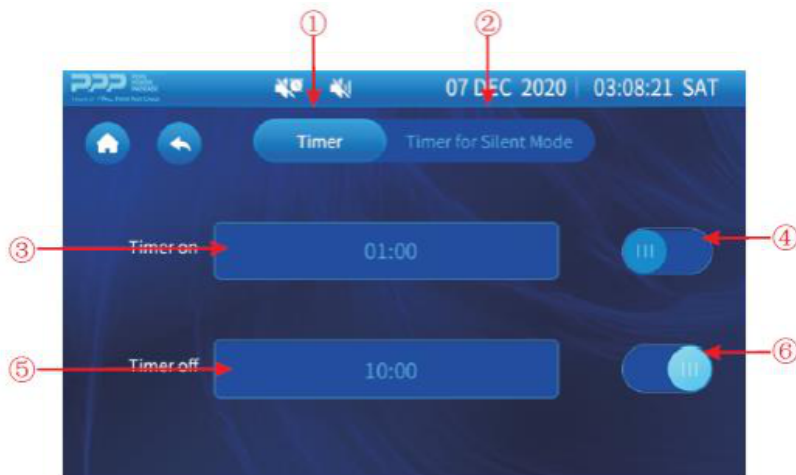 ① ②
PPP
07 DEC 2020 | 03:08:21 SAT
Timer Timer for Silent Mode
③ Timer on 01:00 ④
⑤ Timer off 10:00 ⑥